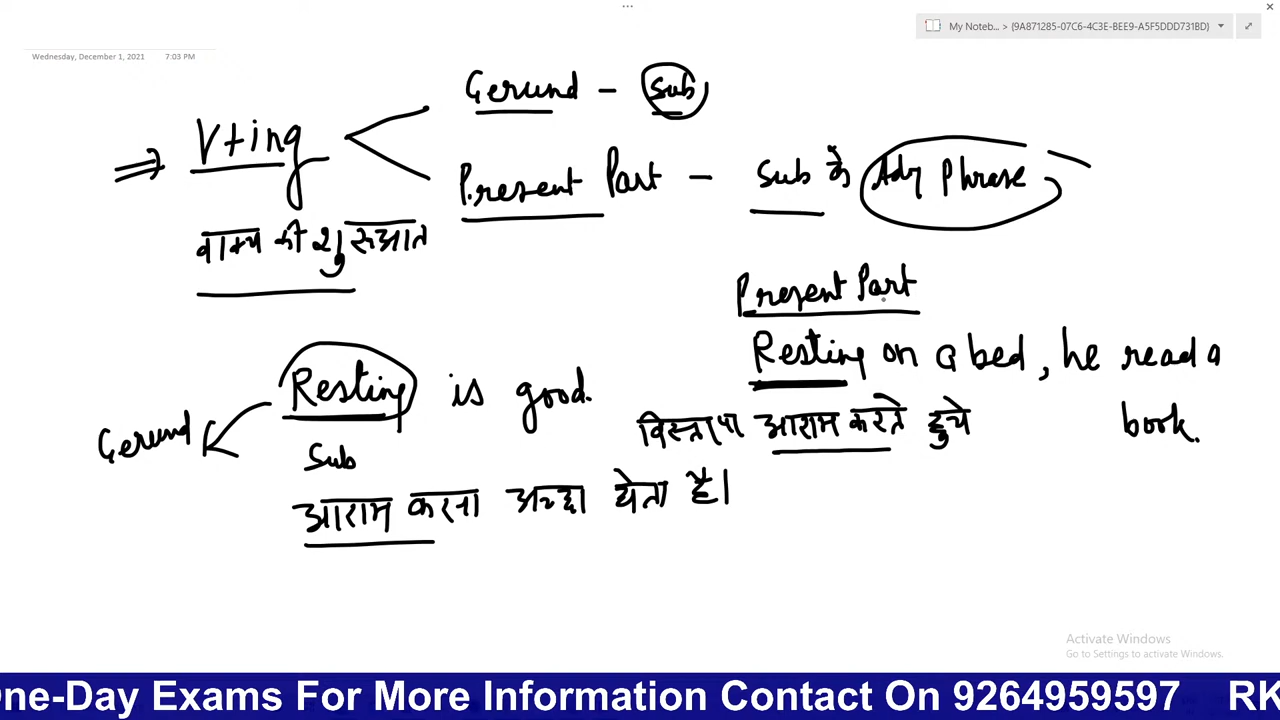 My Noteb... > {9A871285-07C6-4C3E-BEE9-A5F5DDD731BD}
Wednesday, December 1, 2021 7:03 PM
Gerund - Sub
⇒ V+ing
Present Part - Sub के Adj Phrase
वाक्य की शुरूआत
Present Part
Resting on a bed, he read a
book.
Resting is good.
Gerund
विस्तर पर आराम करते हुये
Sub
आराम करना अच्छा होता है।
Activate Windows
Go to Settings to activate Windows.
One-Day Exams For More Information Contact On 9264959597 RK